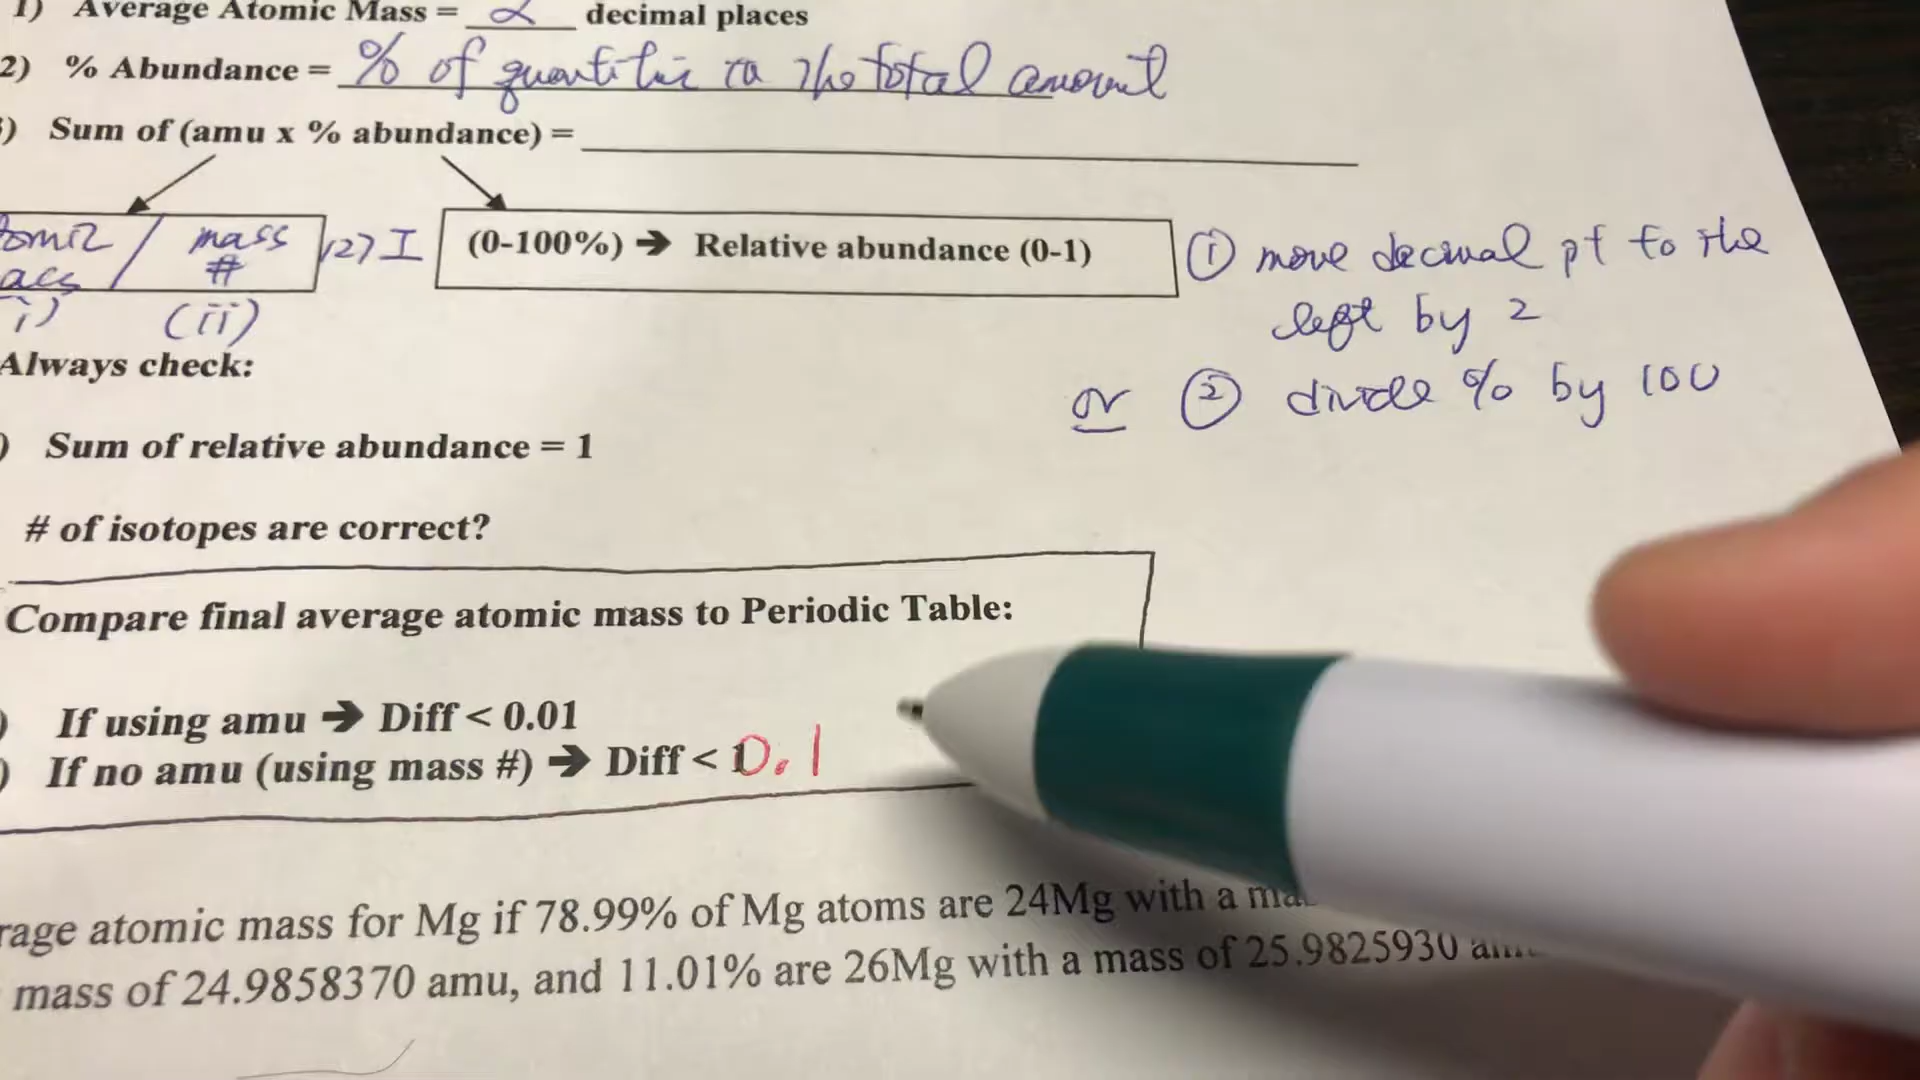 1) Average Atomic Mass = 2 decimal places
2) % Abundance = % of quantitie to the total amount
) Sum of (amu x % abundance) =
omic / mass # (0-100%) ➔ Relative abundance (0-1) ① move decimal pt to the
i) (ii) left by 2
Always check:
or ② divide % by 100
) Sum of relative abundance = 1
# of isotopes are correct?
Compare final average atomic mass to Periodic Table:
) If using amu ➔ Diff < 0.01
) If no amu (using mass #) ➔ Diff < 0.1
rage atomic mass for Mg if 78.99% of Mg atoms are 24Mg with a ma
mass of 24.9858370 amu, and 11.01% are 26Mg with a mass of 25.9825930 am